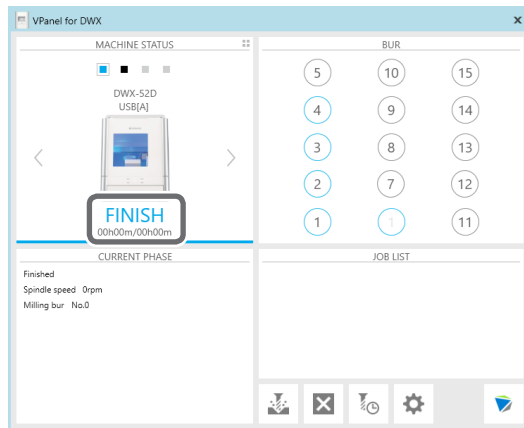 VPanel for DWX
MACHINE STATUS
DWX-52D
USB[A]
FINISH
00h00m/00h00m
BUR
5 10 15
4 9 14
3 8 13
2 7 12
1 1 11
CURRENT PHASE
Finished
Spindle speed 0rpm
Milling bur No.0
JOB LIST